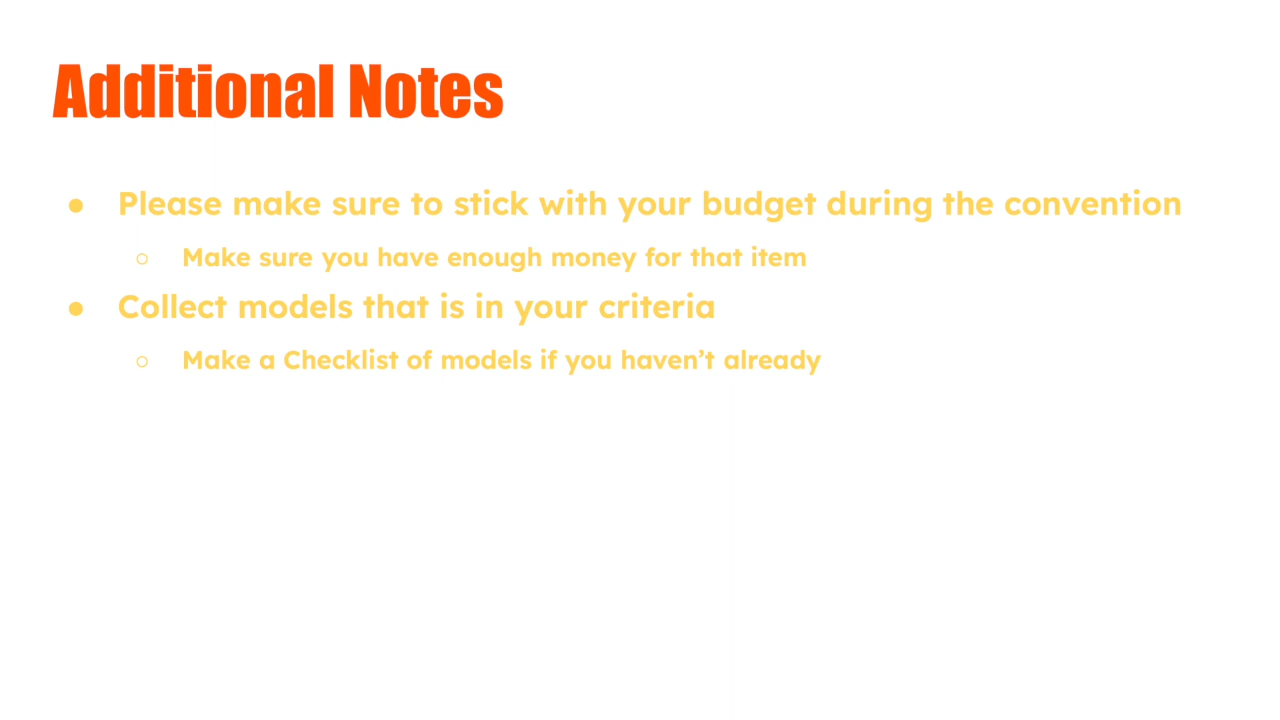 Additional Notes
● Please make sure to stick with your budget during the convention
○ Make sure you have enough money for that item
● Collect models that is in your criteria
○ Make a Checklist of models if you haven’t already